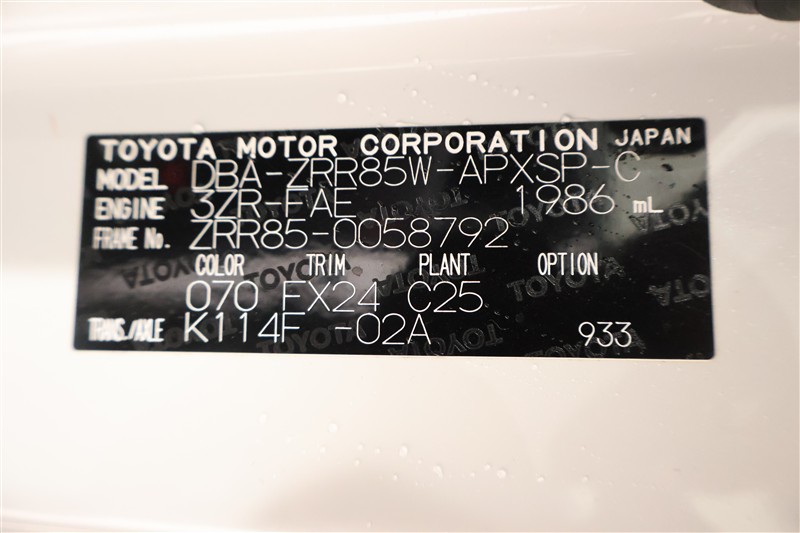 TOYOTA MOTOR CORPORATION JAPAN
MODEL DBA-ZRR85W-APXSP-C
ENGINE 3ZR-FAE 1986 mL
FRAME No. ZRR85-0058792
COLOR TRIM PLANT OPTION
070 FX24 C25
TRANS./AXLE K114F -02A 933